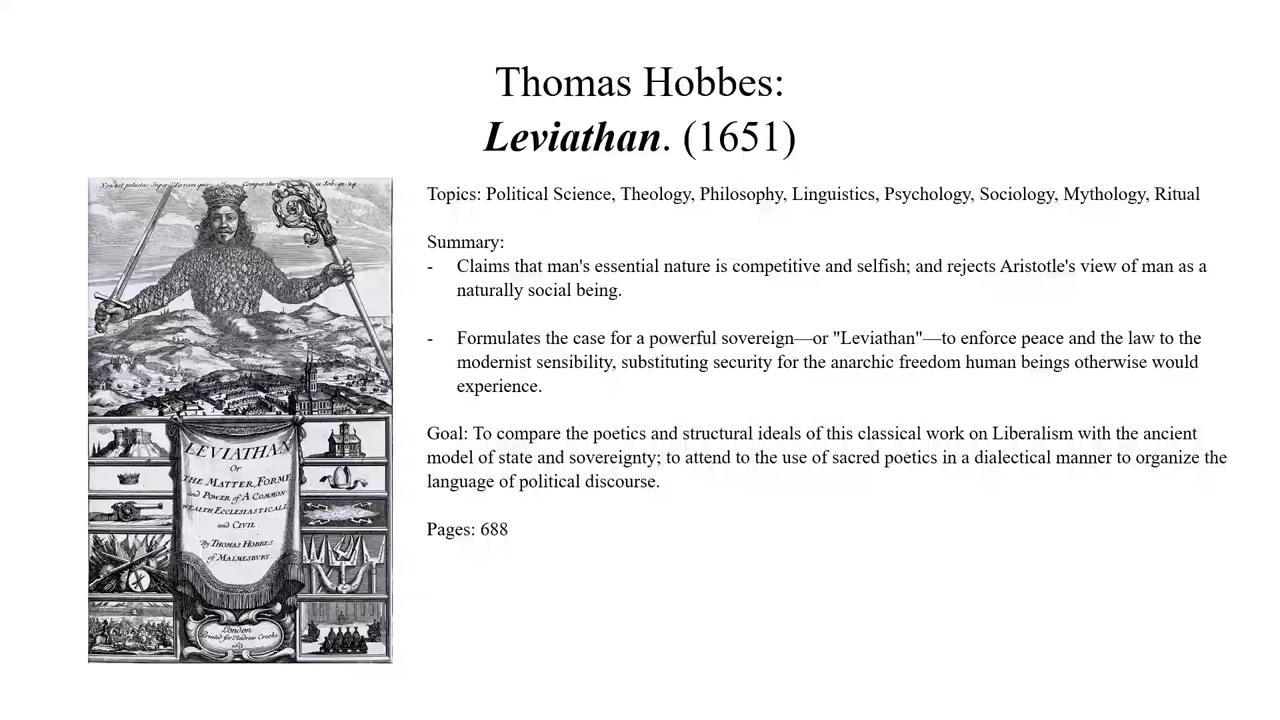 Thomas Hobbes:
Leviathan. (1651)
Topics: Political Science, Theology, Philosophy, Linguistics, Psychology, Sociology, Mythology, Ritual
Summary:
- Claims that man's essential nature is competitive and selfish; and rejects Aristotle's view of man as a
naturally social being.
- Formulates the case for a powerful sovereign—or "Leviathan"—to enforce peace and the law to the
modernist sensibility, substituting security for the anarchic freedom human beings otherwise would
experience.
Goal: To compare the poetics and structural ideals of this classical work on Liberalism with the ancient
model of state and sovereignty; to attend to the use of sacred poetics in a dialectical manner to organize the
language of political discourse.
Pages: 688
Non est potestas Super Terram quae
LEVIATHAN
Or
THE MATTER, FORME
and POWER of A COMMON-
WEALTH ECCLESIASTICALL
and CIVIL
By THOMAS HOBBES
of MALMESBURY
London
Printed for Andrew Crooke